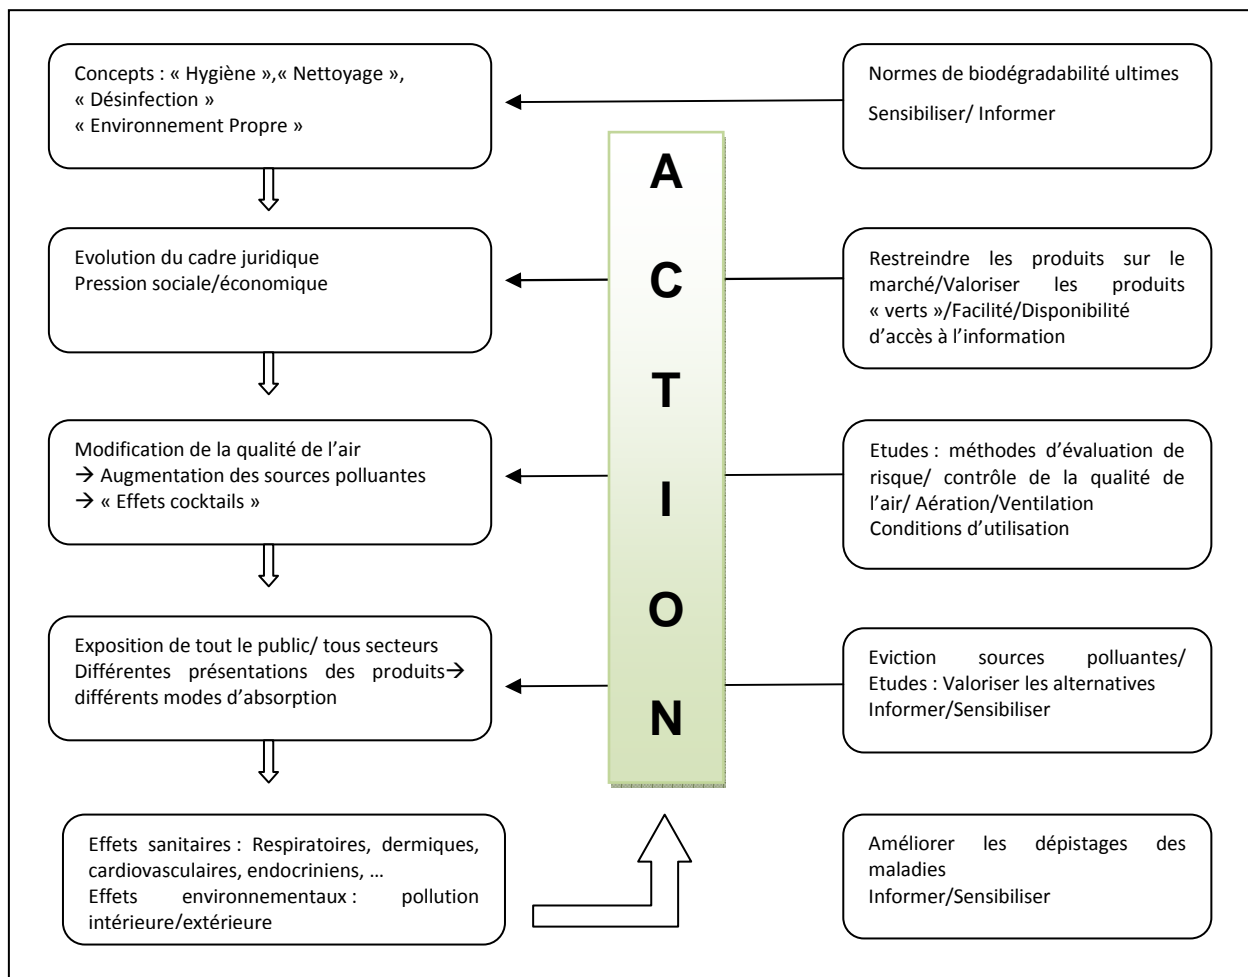 Concepts : « Hygiène »,« Nettoyage »,
« Désinfection »
« Environnement Propre »
Normes de biodégradabilité ultimes
Sensibiliser/ Informer
Evolution du cadre juridique
Pression sociale/économique
Restreindre les produits sur le
marché/Valoriser les produits
« verts »/Facilité/Disponibilité
d’accès à l’information
Modification de la qualité de l’air
→ Augmentation des sources polluantes
→ « Effets cocktails »
Etudes : méthodes d’évaluation de
risque/ contrôle de la qualité de
l’air/ Aération/Ventilation
Conditions d’utilisation
Exposition de tout le public/ tous secteurs
Différentes présentations des produits→
différents modes d’absorption
Eviction sources polluantes/
Etudes : Valoriser les alternatives
Informer/Sensibiliser
Effets sanitaires : Respiratoires, dermiques,
cardiovasculaires, endocriniens, …
Effets environnementaux : pollution
intérieure/extérieure
Améliorer les dépistages des
maladies
Informer/Sensibiliser
A
C
T
I
O
N